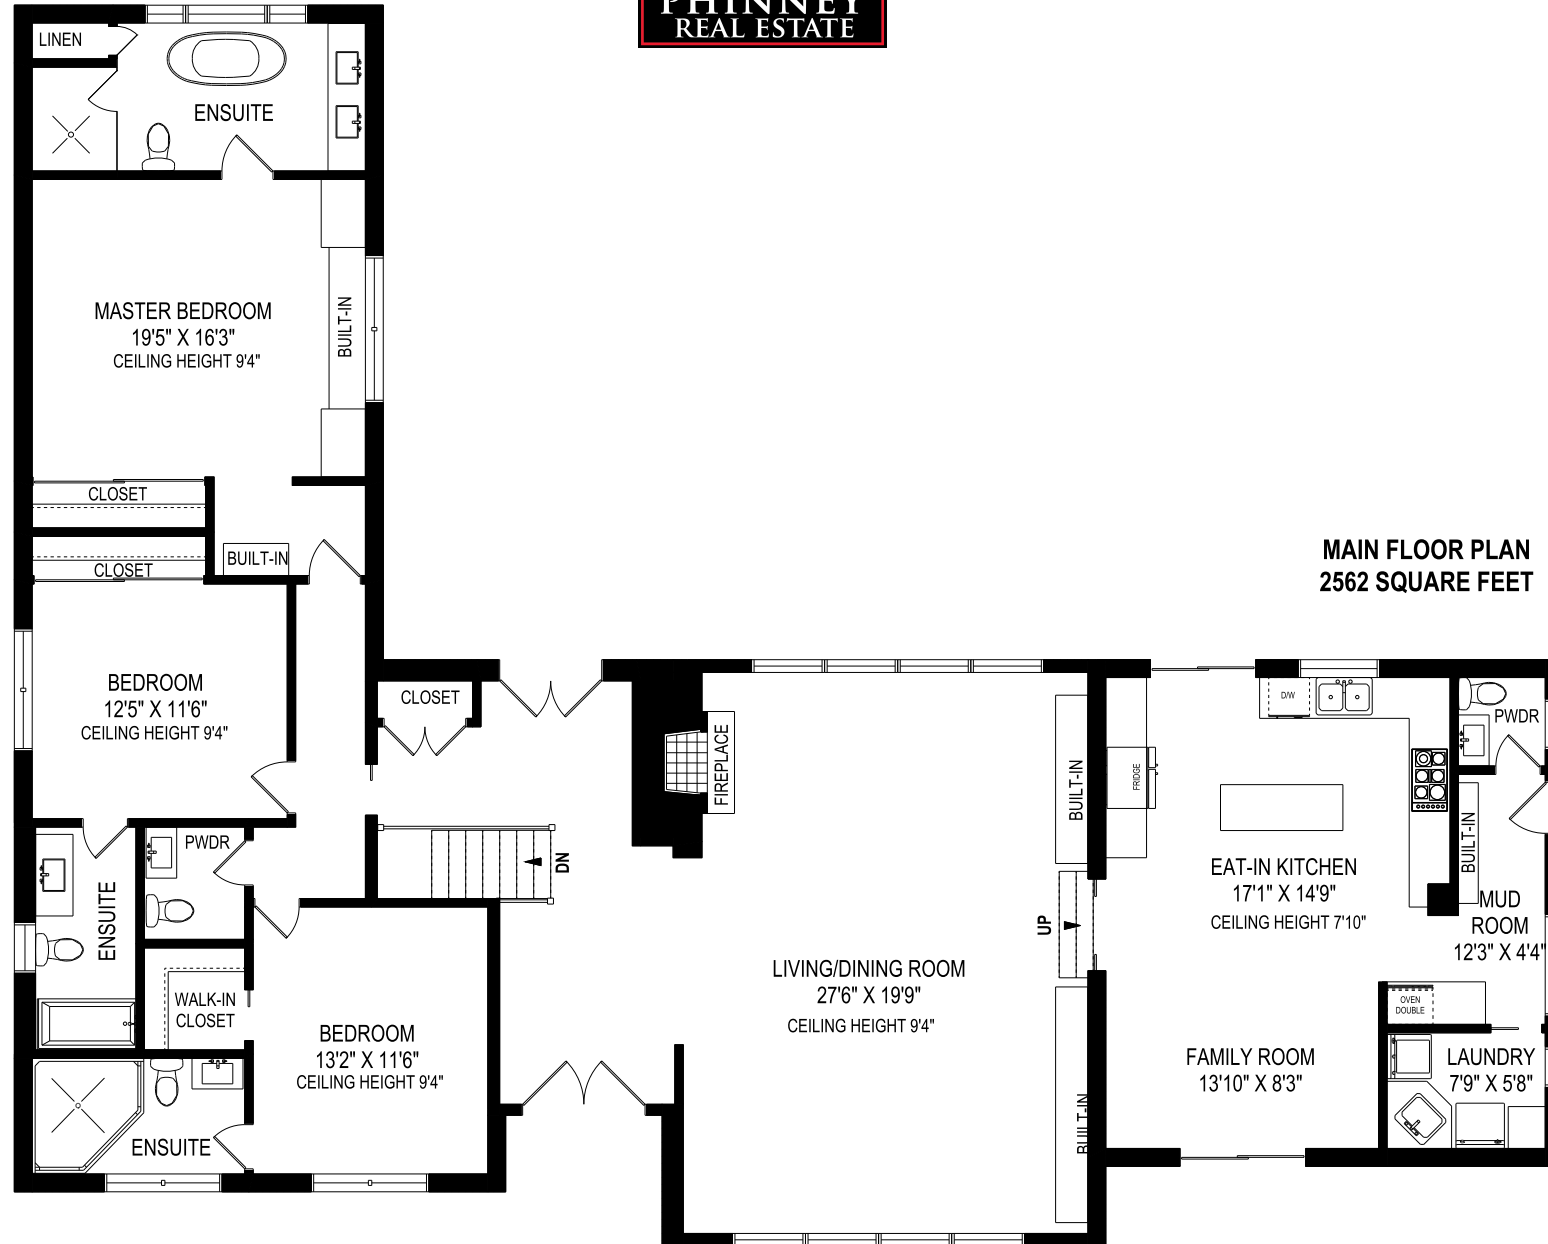 PHINNEY
REAL ESTATE
LINEN
ENSUITE
MASTER BEDROOM
19'5" X 16'3"
CEILING HEIGHT 9'4"
BUILT-IN
CLOSET
BUILT-IN
CLOSET
MAIN FLOOR PLAN
2562 SQUARE FEET
BEDROOM
12'5" X 11'6"
CEILING HEIGHT 9'4"
CLOSET
FIREPLACE
BUILT-IN
FRIDGE
D/W
PWDR
PWDR
ENSUITE
DN
EAT-IN KITCHEN
17'1" X 14'9"
CEILING HEIGHT 7'10"
BUILT-IN
MUD
ROOM
12'3" X 4'4"
UP
LIVING/DINING ROOM
27'6" X 19'9"
CEILING HEIGHT 9'4"
WALK-IN
CLOSET
BEDROOM
13'2" X 11'6"
CEILING HEIGHT 9'4"
OVEN
DOUBLE
FAMILY ROOM
13'10" X 8'3"
LAUNDRY
7'9" X 5'8"
BUILT-IN
ENSUITE